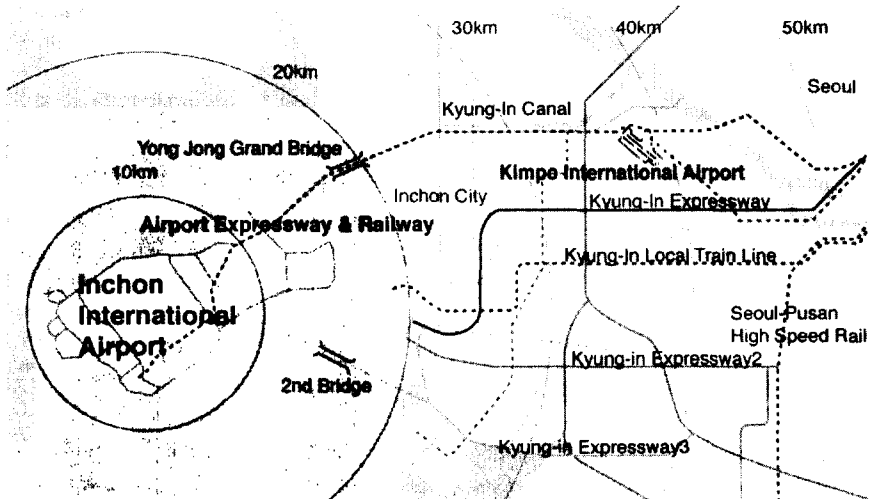 30km
40km
50km
20km
Seoul
Kyung-In Canal
Yong Jong Grand Bridge
10km
Kimpo International Airport
Inchon City
Kyung-In Expressway
Airport Expressway & Railway
Kyung-In Local Train Line
Inchon
International
Airport
Seoul-Pusan
High Speed Rail
Kyung-in Expressway2
2nd Bridge
Kyung-in Expressway3